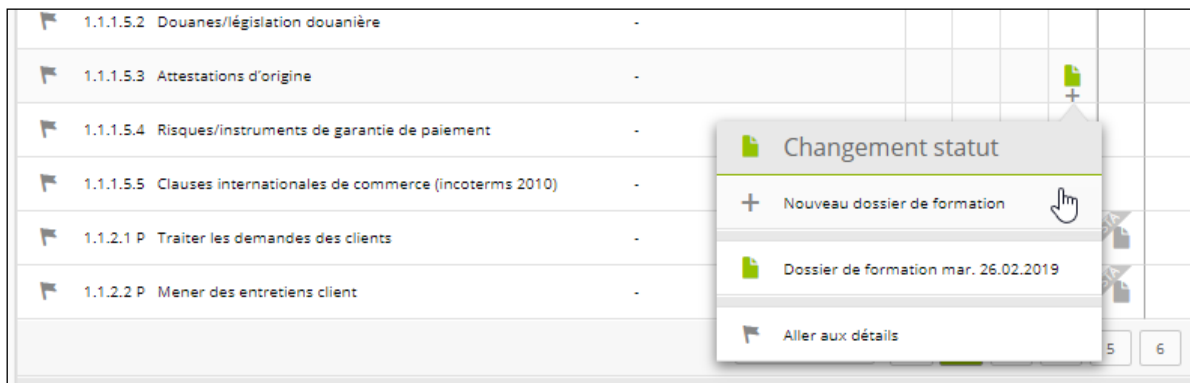 1.1.1.5.2 Douanes/législation douanière -
1.1.1.5.3 Attestations d'origine -
1.1.1.5.4 Risques/instruments de garantie de paiement -
Changement statut
1.1.1.5.5 Clauses internationales de commerce (incoterms 2010) -
Nouveau dossier de formation
1.1.2.1 P Traiter les demandes des clients -
Dossier de formation mar. 26.02.2019
1.1.2.2 P Mener des entretiens client -
Aller aux détails
5 6